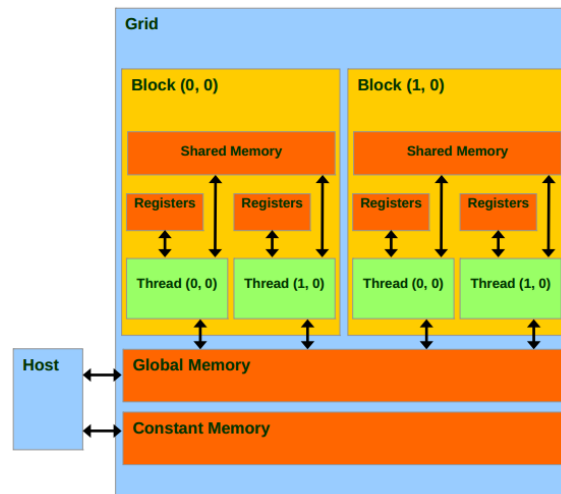 Grid
Block (0, 0)
Block (1, 0)
Shared Memory
Shared Memory
Registers
Registers
Registers
Registers
Thread (0, 0)
Thread (1, 0)
Thread (0, 0)
Thread (1, 0)
Host
Global Memory
Constant Memory